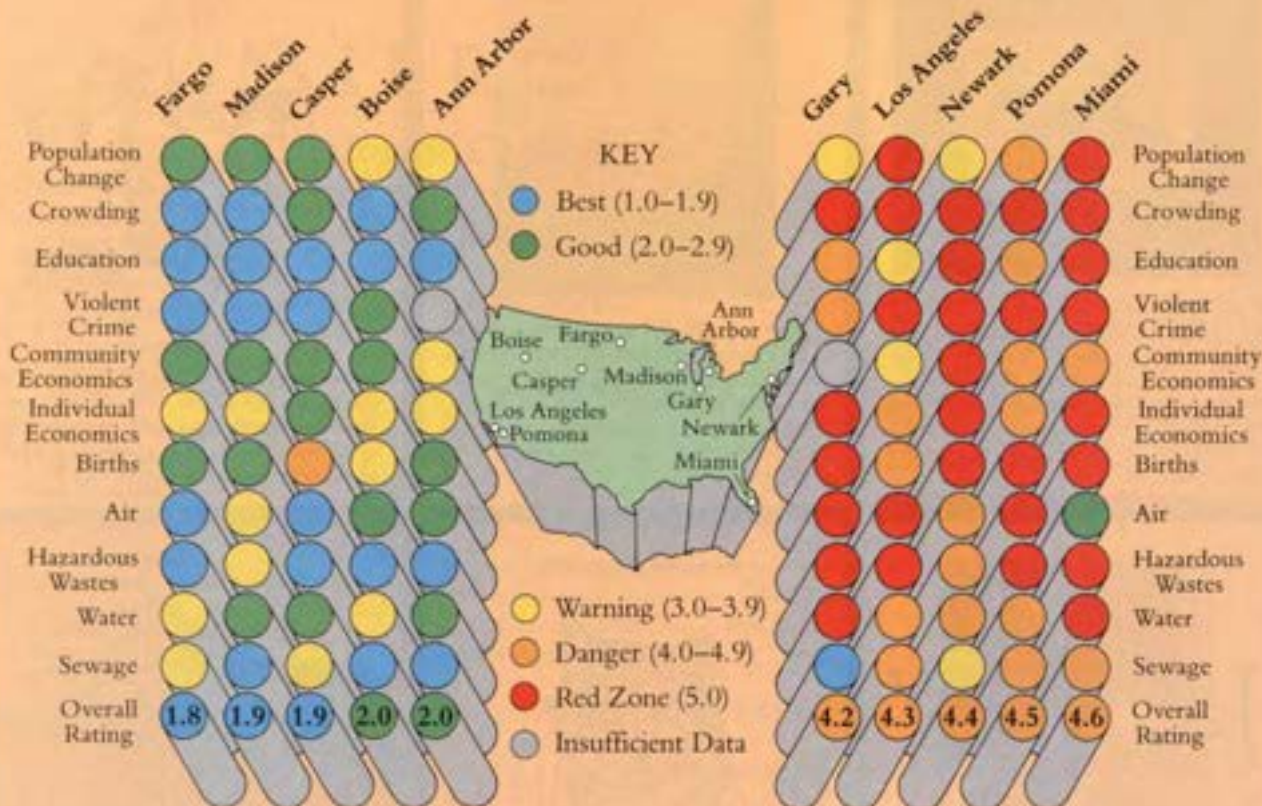 Fargo
Madison
Casper
Boise
Ann Arbor
Gary
Los Angeles
Newark
Pomona
Miami
Population
Change
Crowding
Education
Violent
Crime
Community
Economics
Individual
Economics
Births
Air
Hazardous
Wastes
Water
Sewage
Overall
Rating
1.8 1.9 1.9 2.0 2.0
KEY
Best (1.0–1.9)
Good (2.0–2.9)
Boise
Fargo
Ann
Arbor
Casper
Madison
Gary
Los Angeles
Pomona
Newark
Miami
Warning (3.0–3.9)
Danger (4.0–4.9)
Red Zone (5.0)
Insufficient Data
Population
Change
Crowding
Education
Violent
Crime
Community
Economics
Individual
Economics
Births
Air
Hazardous
Wastes
Water
Sewage
4.2 4.3 4.4 4.5 4.6
Overall
Rating